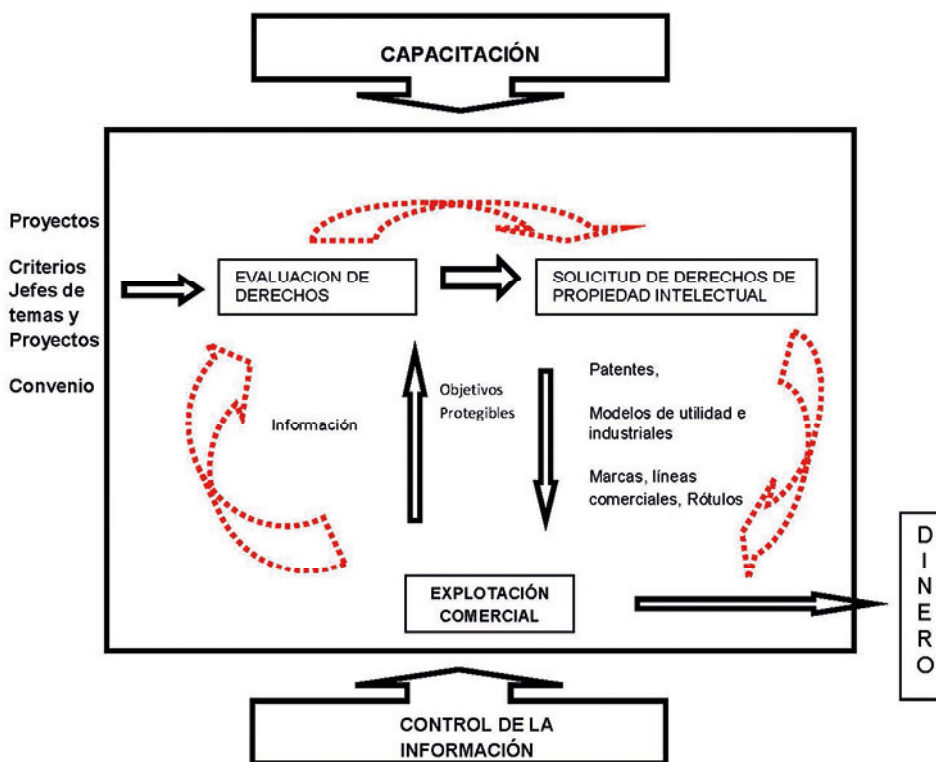 CAPACITACIÓN
Proyectos
Criterios
Jefes de
temas y
Proyectos
Convenio
EVALUACION DE
DERECHOS
SOLICITUD DE DERECHOS DE
PROPIEDAD INTELECTUAL
Información
Objetivos
Protegibles
Patentes,
Modelos de utilidad e
industriales
Marcas, líneas
comerciales, Rótulos
EXPLOTACIÓN
COMERCIAL
D
I
N
E
R
O
CONTROL DE LA
INFORMACIÓN